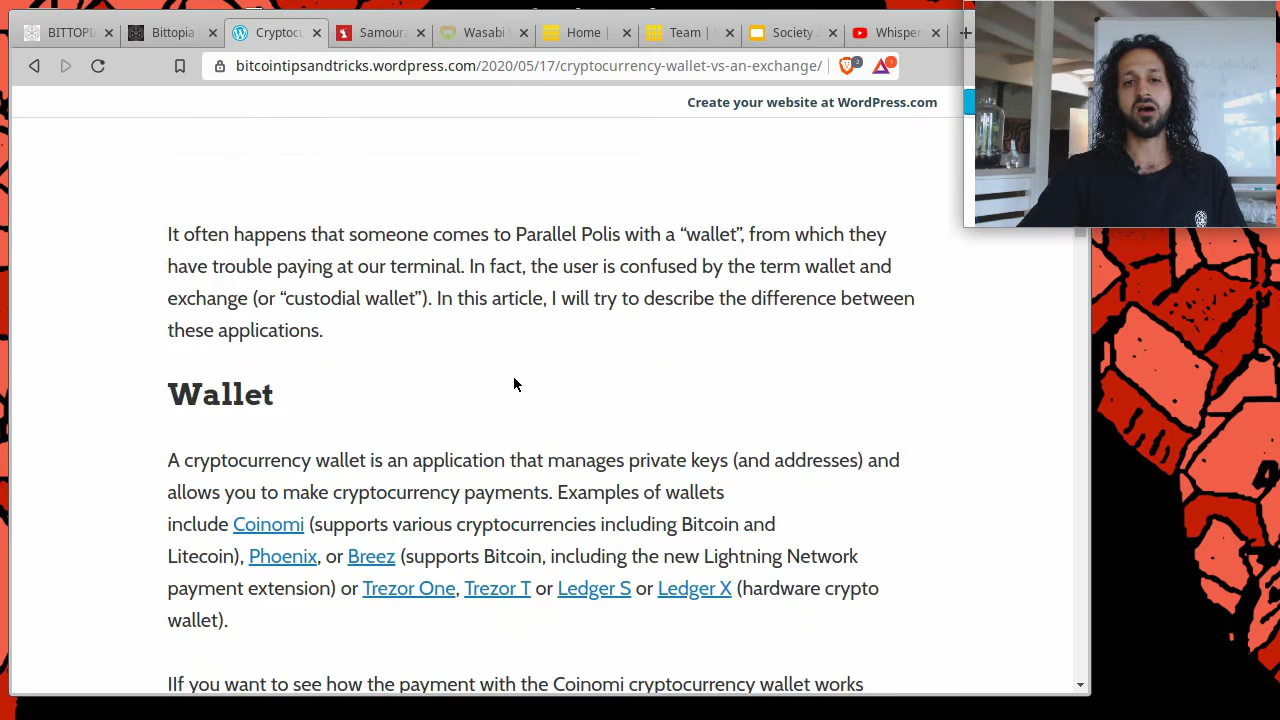 BITTOPI
Bittopia
Cryptocu
Samoura
Wasabi
Home |
Team |
Society
Whisper
bitcointipsandtricks.wordpress.com/2020/05/17/cryptocurrency-wallet-vs-an-exchange/
3
1
Create your website at WordPress.com
It often happens that someone comes to Parallel Polis with a “wallet”, from which they
have trouble paying at our terminal. In fact, the user is confused by the term wallet and
exchange (or “custodial wallet”). In this article, I will try to describe the difference between
these applications.
Wallet
A cryptocurrency wallet is an application that manages private keys (and addresses) and
allows you to make cryptocurrency payments. Examples of wallets
include Coinomi (supports various cryptocurrencies including Bitcoin and
Litecoin), Phoenix, or Breez (supports Bitcoin, including the new Lightning Network
payment extension) or Trezor One, Trezor T or Ledger S or Ledger X (hardware crypto
wallet).
IIf you want to see how the payment with the Coinomi cryptocurrency wallet works